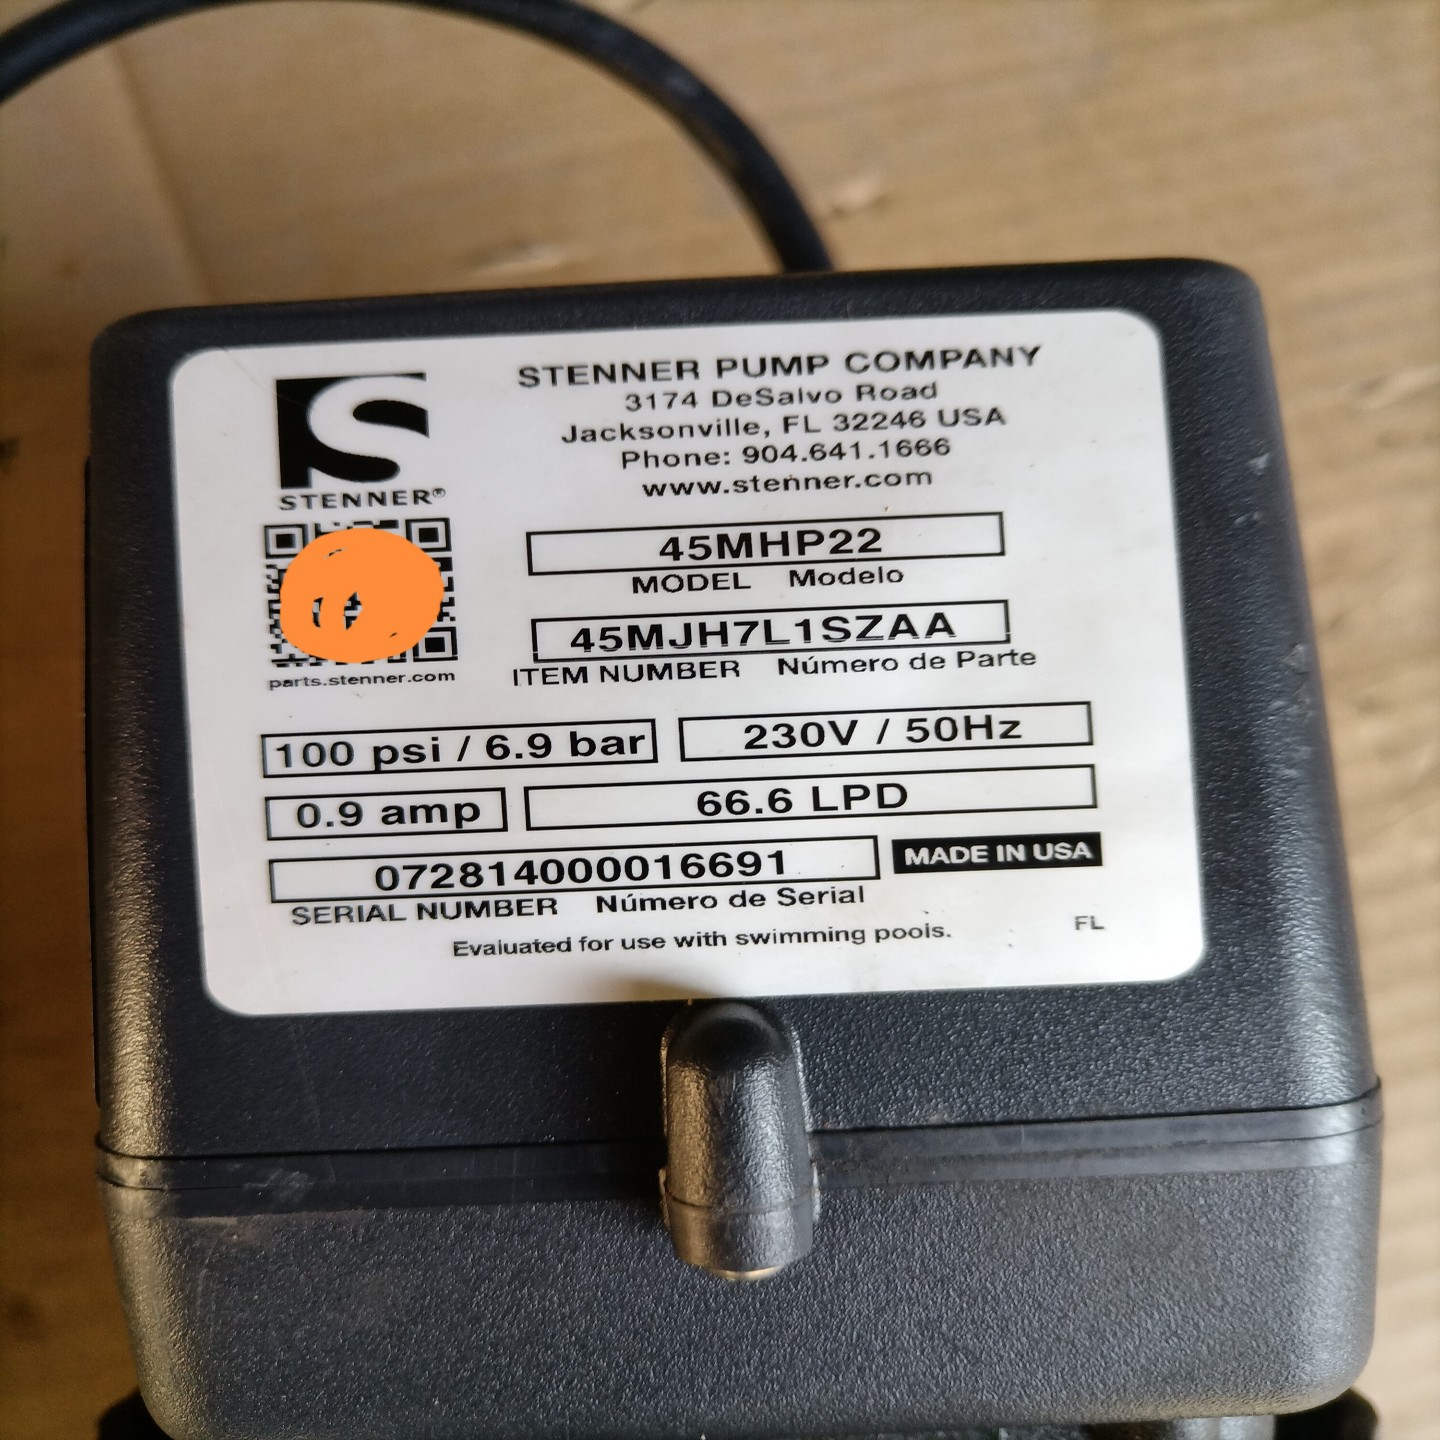 STENNER PUMP COMPANY
3174 DeSalvo Road
Jacksonville, FL 32246 USA
Phone: 904.641.1666
www.stenner.com
STENNER®
parts.stenner.com
45MHP22
MODEL Modelo
45MJH7L1SZAA
ITEM NUMBER Número de Parte
100 psi / 6.9 bar 230V / 50Hz
0.9 amp 66.6 LPD
072814000016691 MADE IN USA
SERIAL NUMBER Número de Serial
Evaluated for use with swimming pools. FL